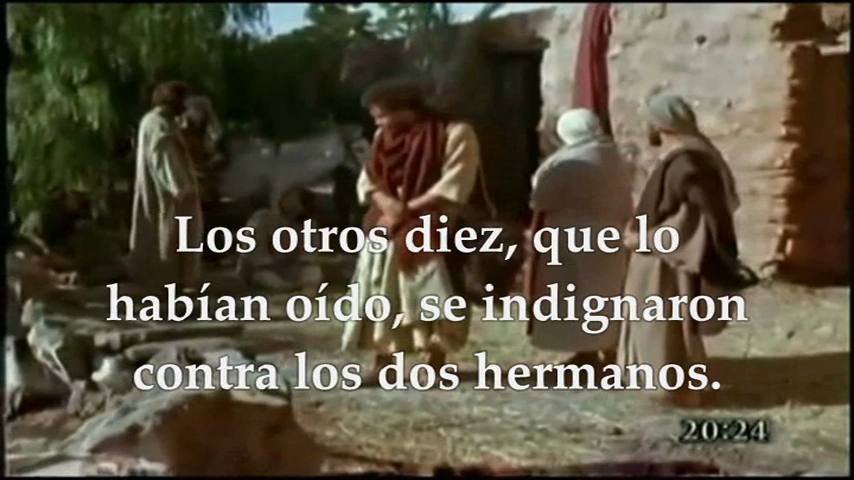 Los otros diez, que lo
habían oído, se indignaron
contra los dos hermanos.
20:24